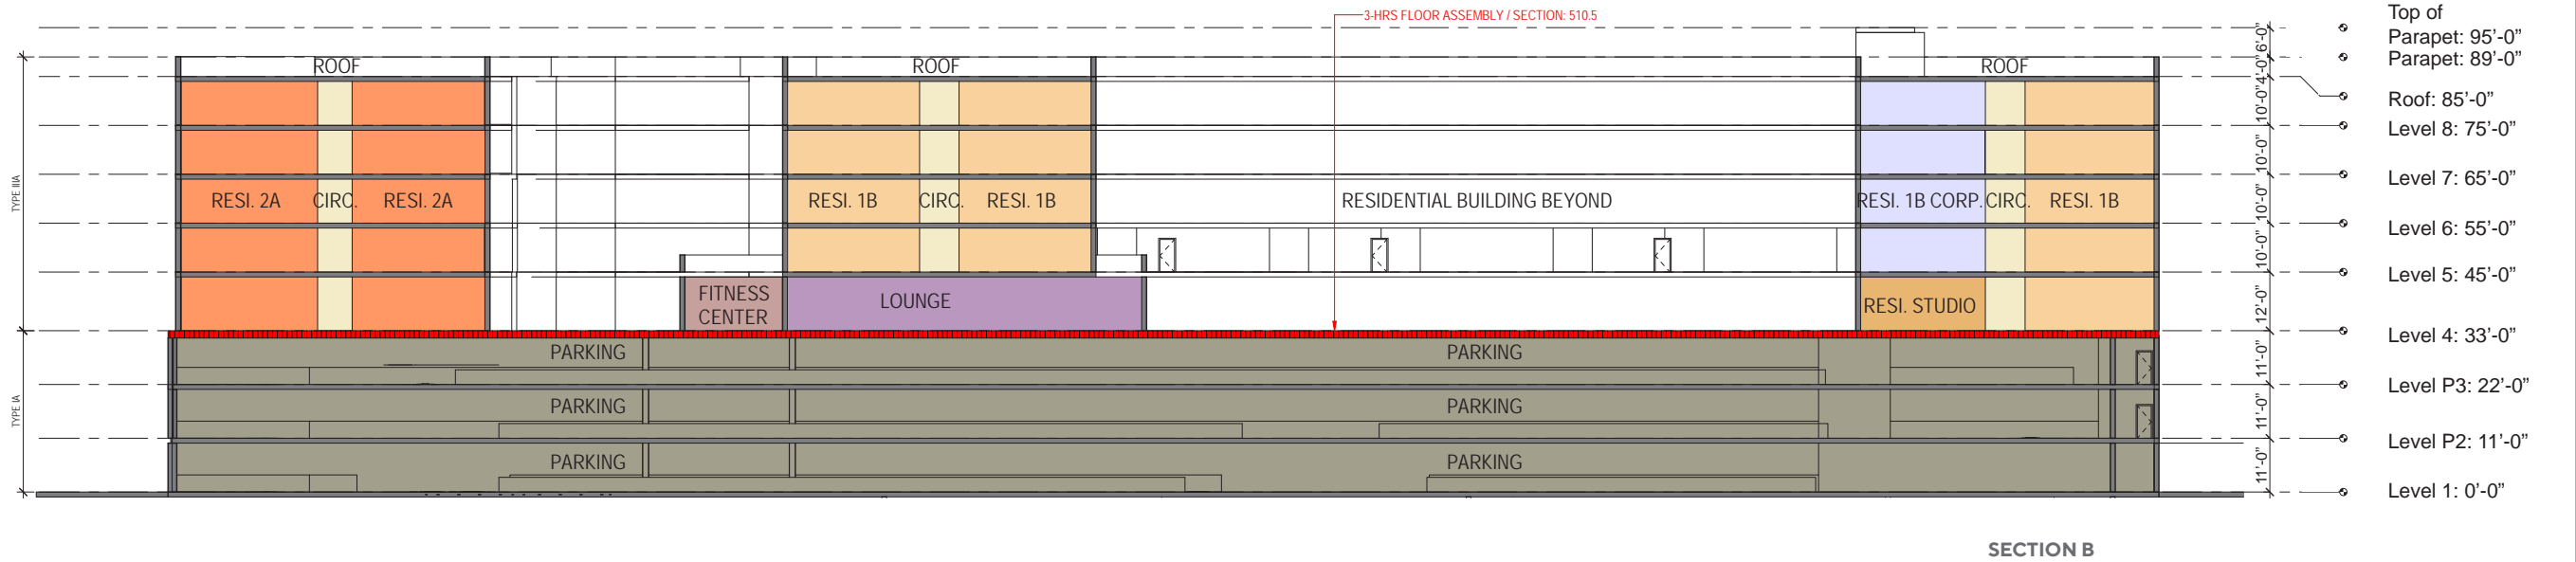 3-HRS FLOOR ASSEMBLY / SECTION: 510.5
Top of
Parapet: 95'-0"
Parapet: 89'-0"
Roof: 85'-0"
Level 8: 75'-0"
Level 7: 65'-0"
Level 6: 55'-0"
Level 5: 45'-0"
Level 4: 33'-0"
Level P3: 22'-0"
Level P2: 11'-0"
Level 1: 0'-0"
6'-0"
4'-0"
10'-0"
10'-0"
10'-0"
10'-0"
12'-0"
11'-0"
11'-0"
11'-0"
TYPE IIIA
TYPE IA
ROOF
ROOF
ROOF
RESI. 2A
CIRC.
RESI. 2A
RESI. 1B
CIRC.
RESI. 1B
RESIDENTIAL BUILDING BEYOND
RESI. 1B CORP.
CIRC.
RESI. 1B
FITNESS
CENTER
LOUNGE
RESI. STUDIO
PARKING
PARKING
PARKING
PARKING
PARKING
PARKING
SECTION B